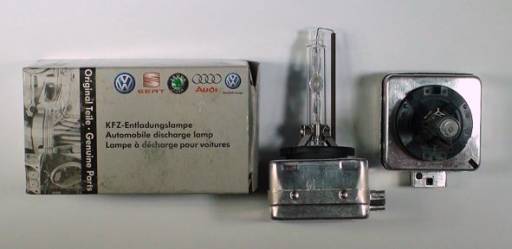 Original Teile · Genuine Parts
SEAT
Audi
KFZ-Entladungslampe
Automobile discharge lamp
Lampe à décharge pour voitures